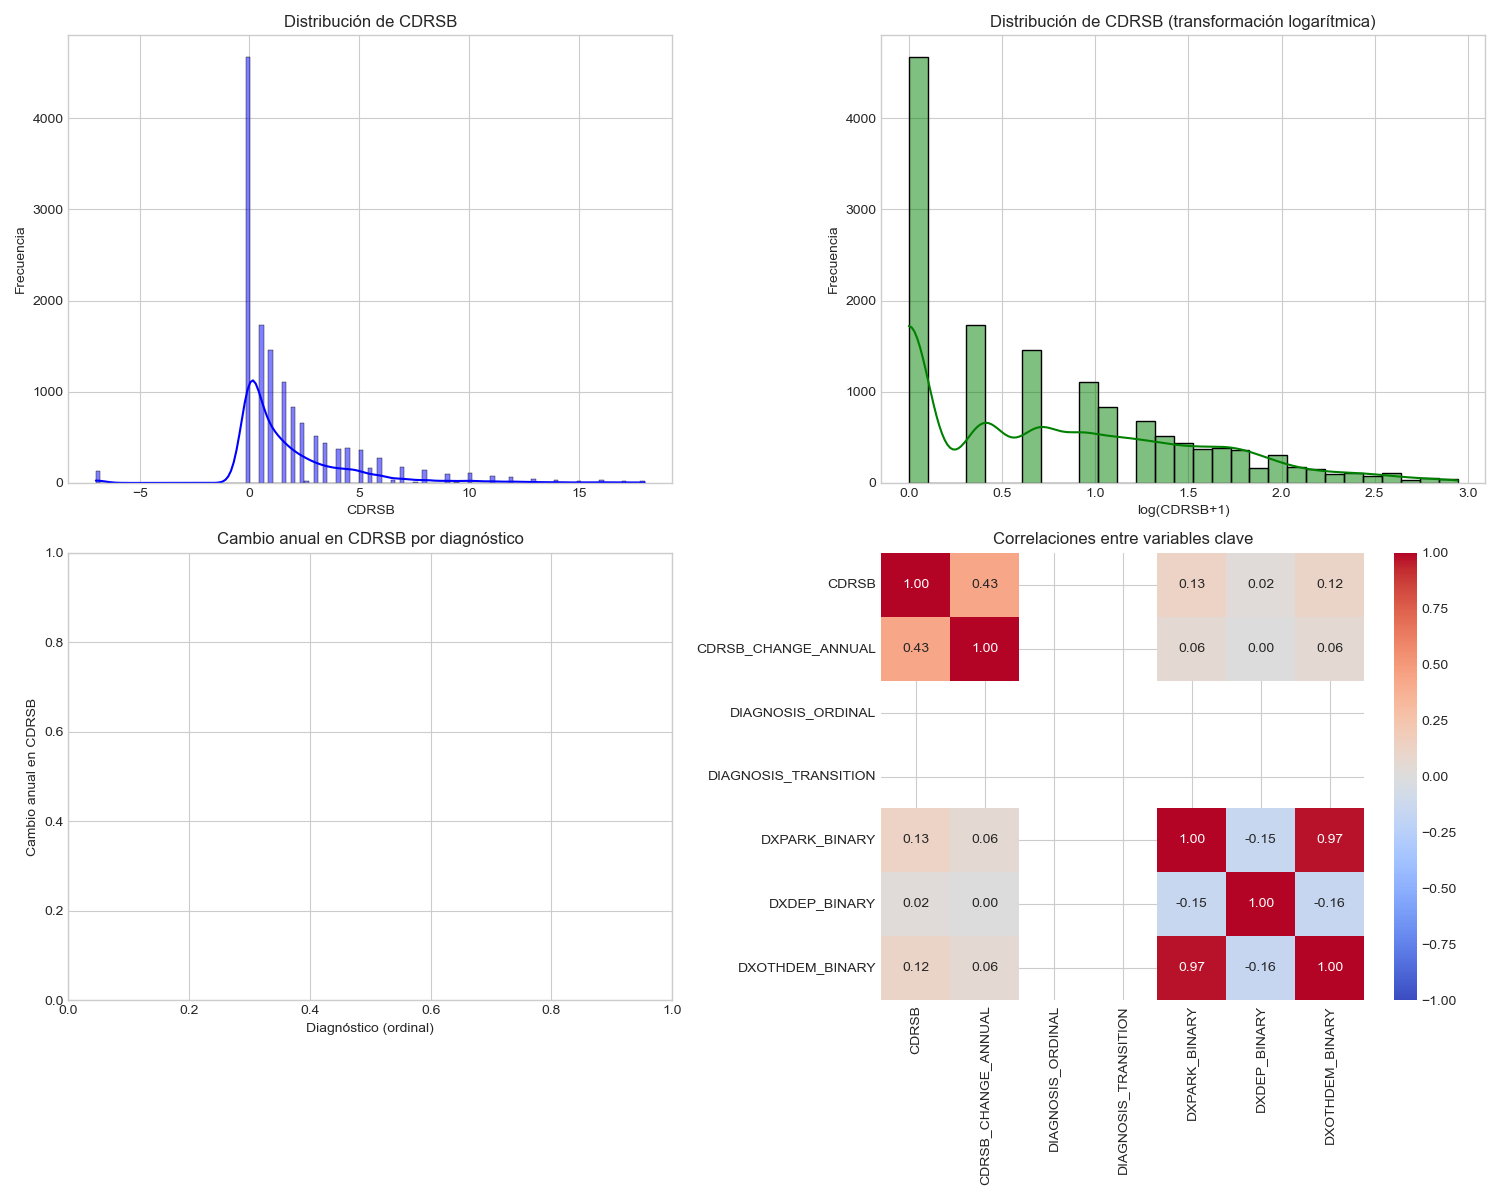 Distribución de CDRSB
4000
3000
2000
1000
0
Frecuencia
−5
0
5
10
15
CDRSB
Distribución de CDRSB (transformación logarítmica)
4000
3000
2000
1000
0
Frecuencia
0.0
0.5
1.0
1.5
2.0
2.5
3.0
log(CDRSB+1)
Cambio anual en CDRSB por diagnóstico
1.0
0.8
0.6
0.4
0.2
0.0
Cambio anual en CDRSB
0.0
0.2
0.4
0.6
0.8
1.0
Diagnóstico (ordinal)
Correlaciones entre variables clave
CDRSB
1.00 0.43 0.13 0.02 0.12
CDRSB_CHANGE_ANNUAL
0.43 1.00 0.06 0.00 0.06
DIAGNOSIS_ORDINAL
DIAGNOSIS_TRANSITION
DXPARK_BINARY
0.13 0.06 1.00 -0.15 0.97
DXDEP_BINARY
0.02 0.00 -0.15 1.00 -0.16
DXOTHDEM_BINARY
0.12 0.06 0.97 -0.16 1.00
CDRSB
CDRSB_CHANGE_ANNUAL
DIAGNOSIS_ORDINAL
DIAGNOSIS_TRANSITION
DXPARK_BINARY
DXDEP_BINARY
DXOTHDEM_BINARY
1.00
0.75
0.50
0.25
0.00
−0.25
−0.50
−0.75
−1.00